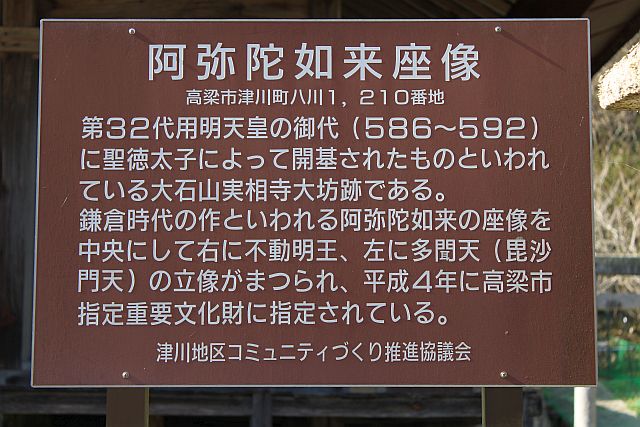 阿弥陀如来座像
高梁市津川町八川1，210番地
第32代用明天皇の御代（586～592）
に聖徳太子によって開基されたものといわれ
ている大石山実相寺大坊跡である。
鎌倉時代の作といわれる阿弥陀如来の座像を
中央にして右に不動明王、左に多聞天（毘沙
門天）の立像がまつられ、平成4年に高梁市
指定重要文化財に指定されている。
津川地区コミュニティづくり推進協議会